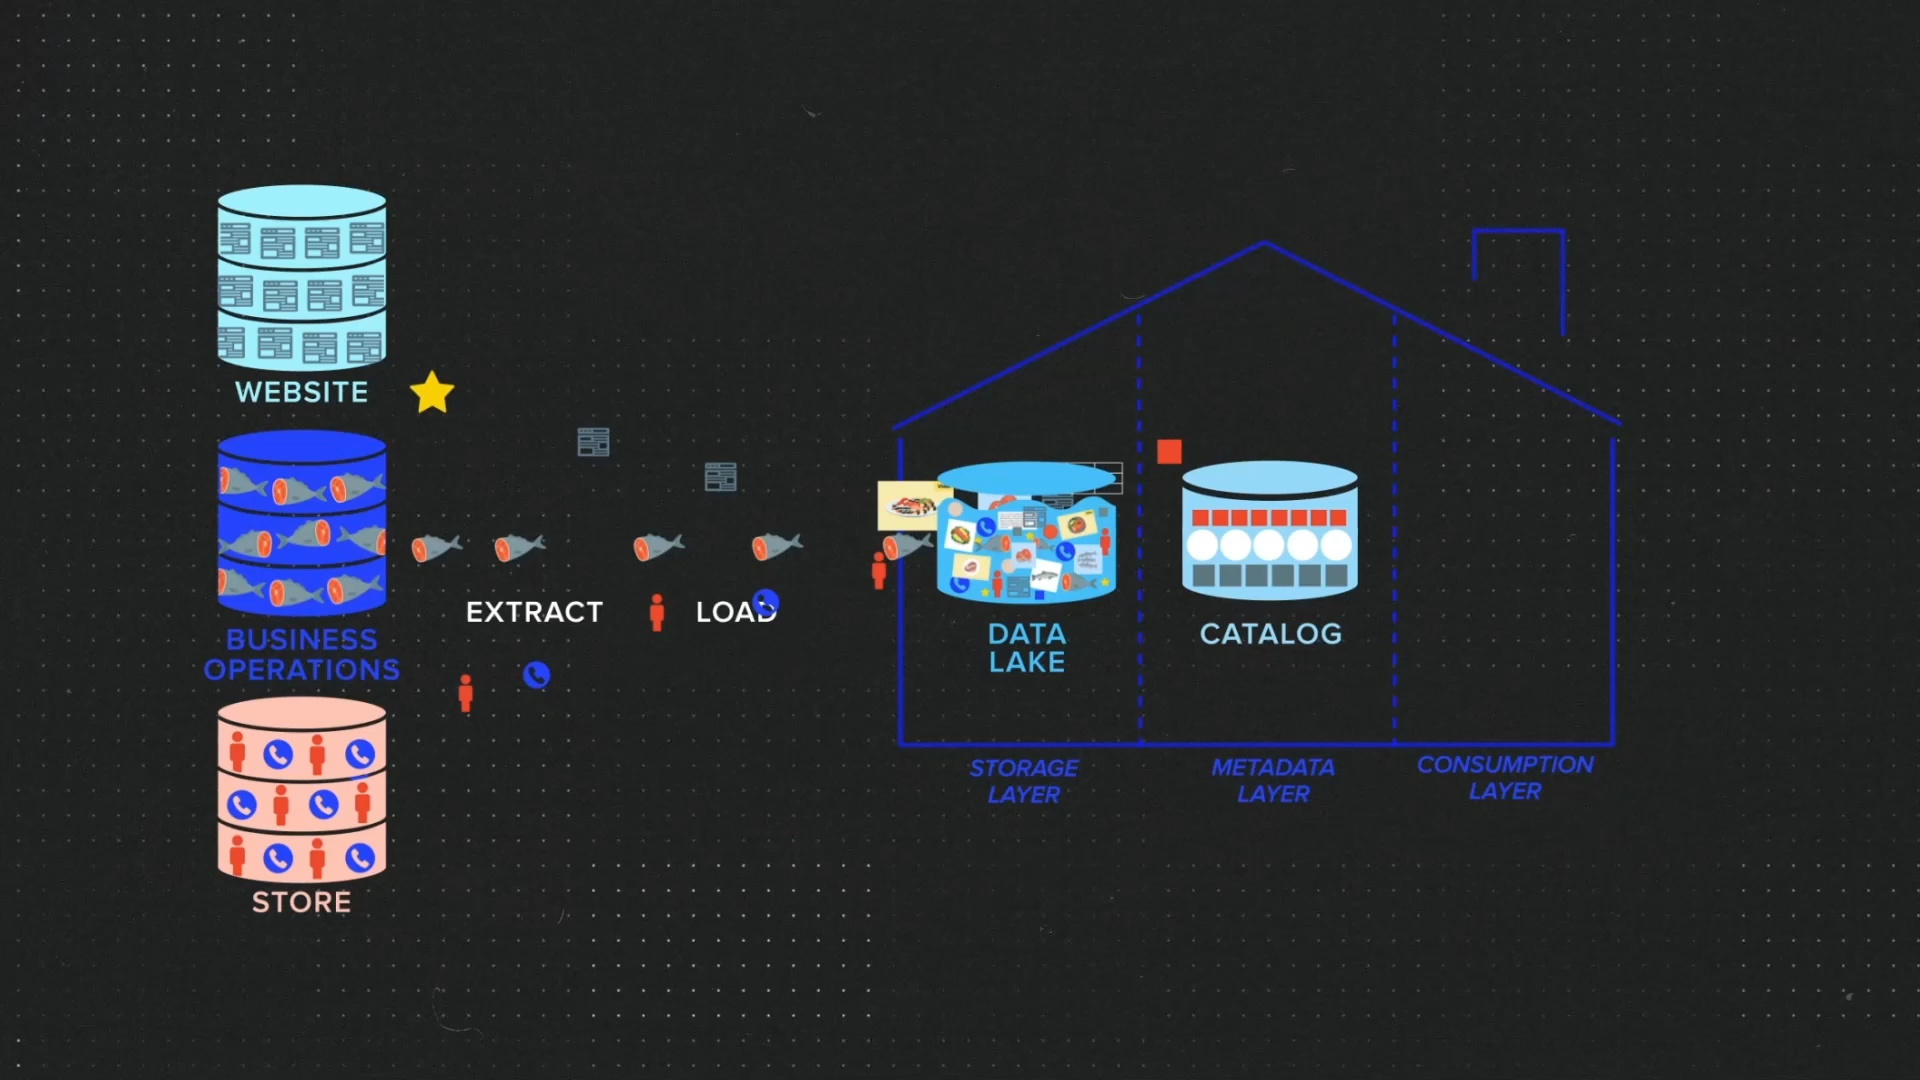 WEBSITE
BUSINESS
OPERATIONS
STORE
EXTRACT
LOAD
DATA
LAKE
CATALOG
STORAGE
LAYER
METADATA
LAYER
CONSUMPTION
LAYER